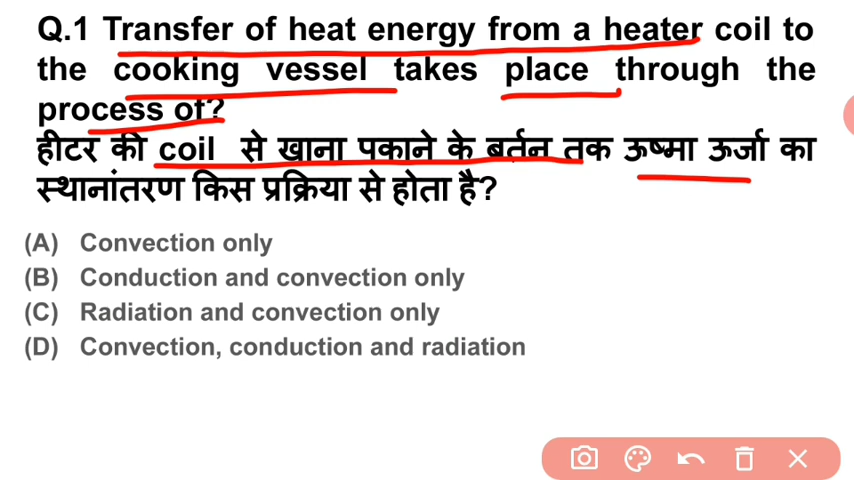 Q.1 Transfer of heat energy from a heater coil to
the cooking vessel takes place through the
process of?
हीटर की coil से खाना पकाने के बर्तन तक ऊष्मा ऊर्जा का
स्थानांतरण किस प्रक्रिया से होता है?
(A) Convection only
(B) Conduction and convection only
(C) Radiation and convection only
(D) Convection, conduction and radiation